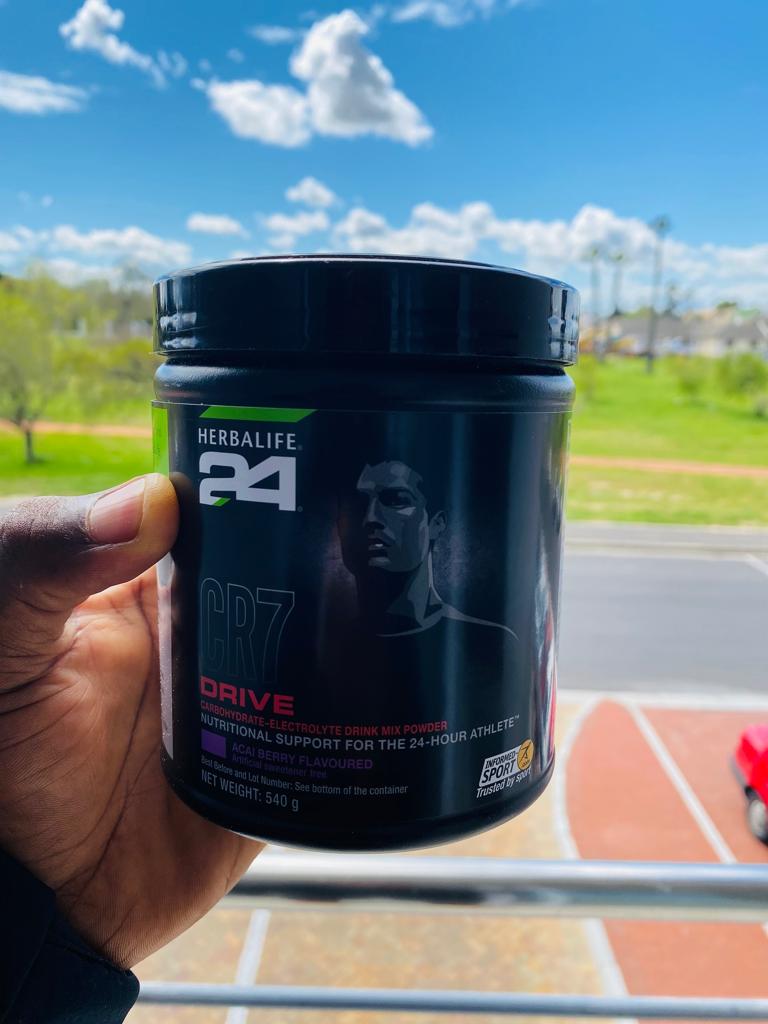 HERBALIFE
24
CR7
DRIVE
CARBOHYDRATE-ELECTROLYTE DRINK MIX POWDER
NUTRITIONAL SUPPORT FOR THE 24-HOUR ATHLETE™
ACAI BERRY FLAVOURED
Artificial sweetener free
Best Before and Lot Number: See bottom of the container
NET WEIGHT: 540 g
INFORMED
SPORT
Trusted by sport